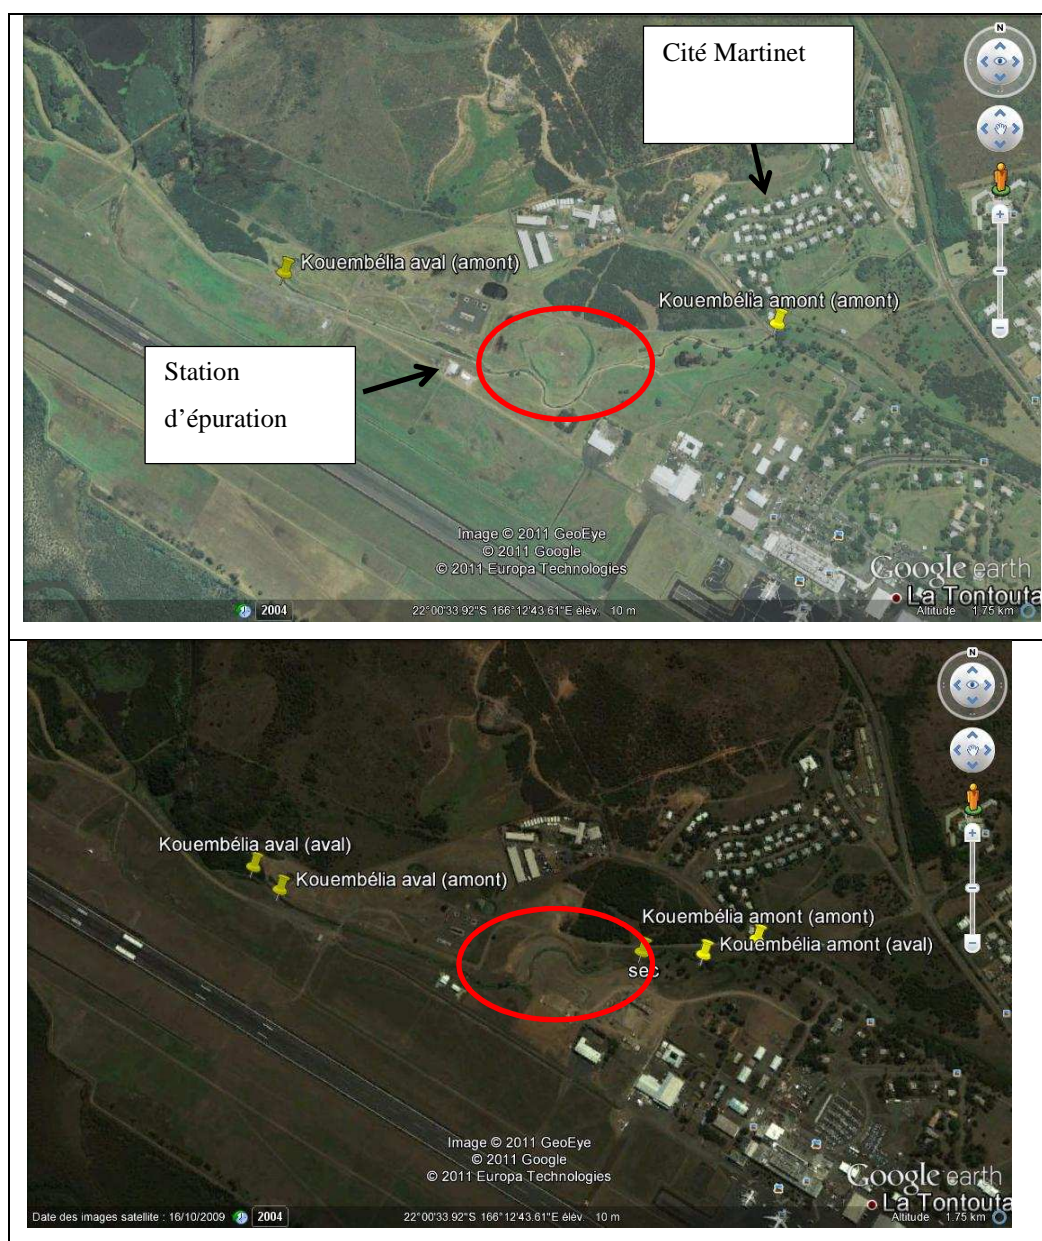 Cité Martinet
N
Kouembélia aval (amont)
Kouembélia amont (amont)
Station
d'épuration
Image © 2011 GeoEye
© 2011 Google
© 2011 Europa Technologies
Google earth
La Tontouta
2004
22°00'33.92"S 166°12'43.61"E élév. 10 m
Altitude 1.75 km
N
Kouembélia aval (aval)
Kouembélia aval (amont)
Kouembélia amont (amont)
Kouembélia amont (aval)
sec
Image © 2011 GeoEye
© 2011 Google
© 2011 Europa Technologies
Google earth
La Tontouta
Date des images satellite : 16/10/2009
2004
22°00'33.92"S 166°12'43.61"E élév. 10 m
Altitude 1.75 km